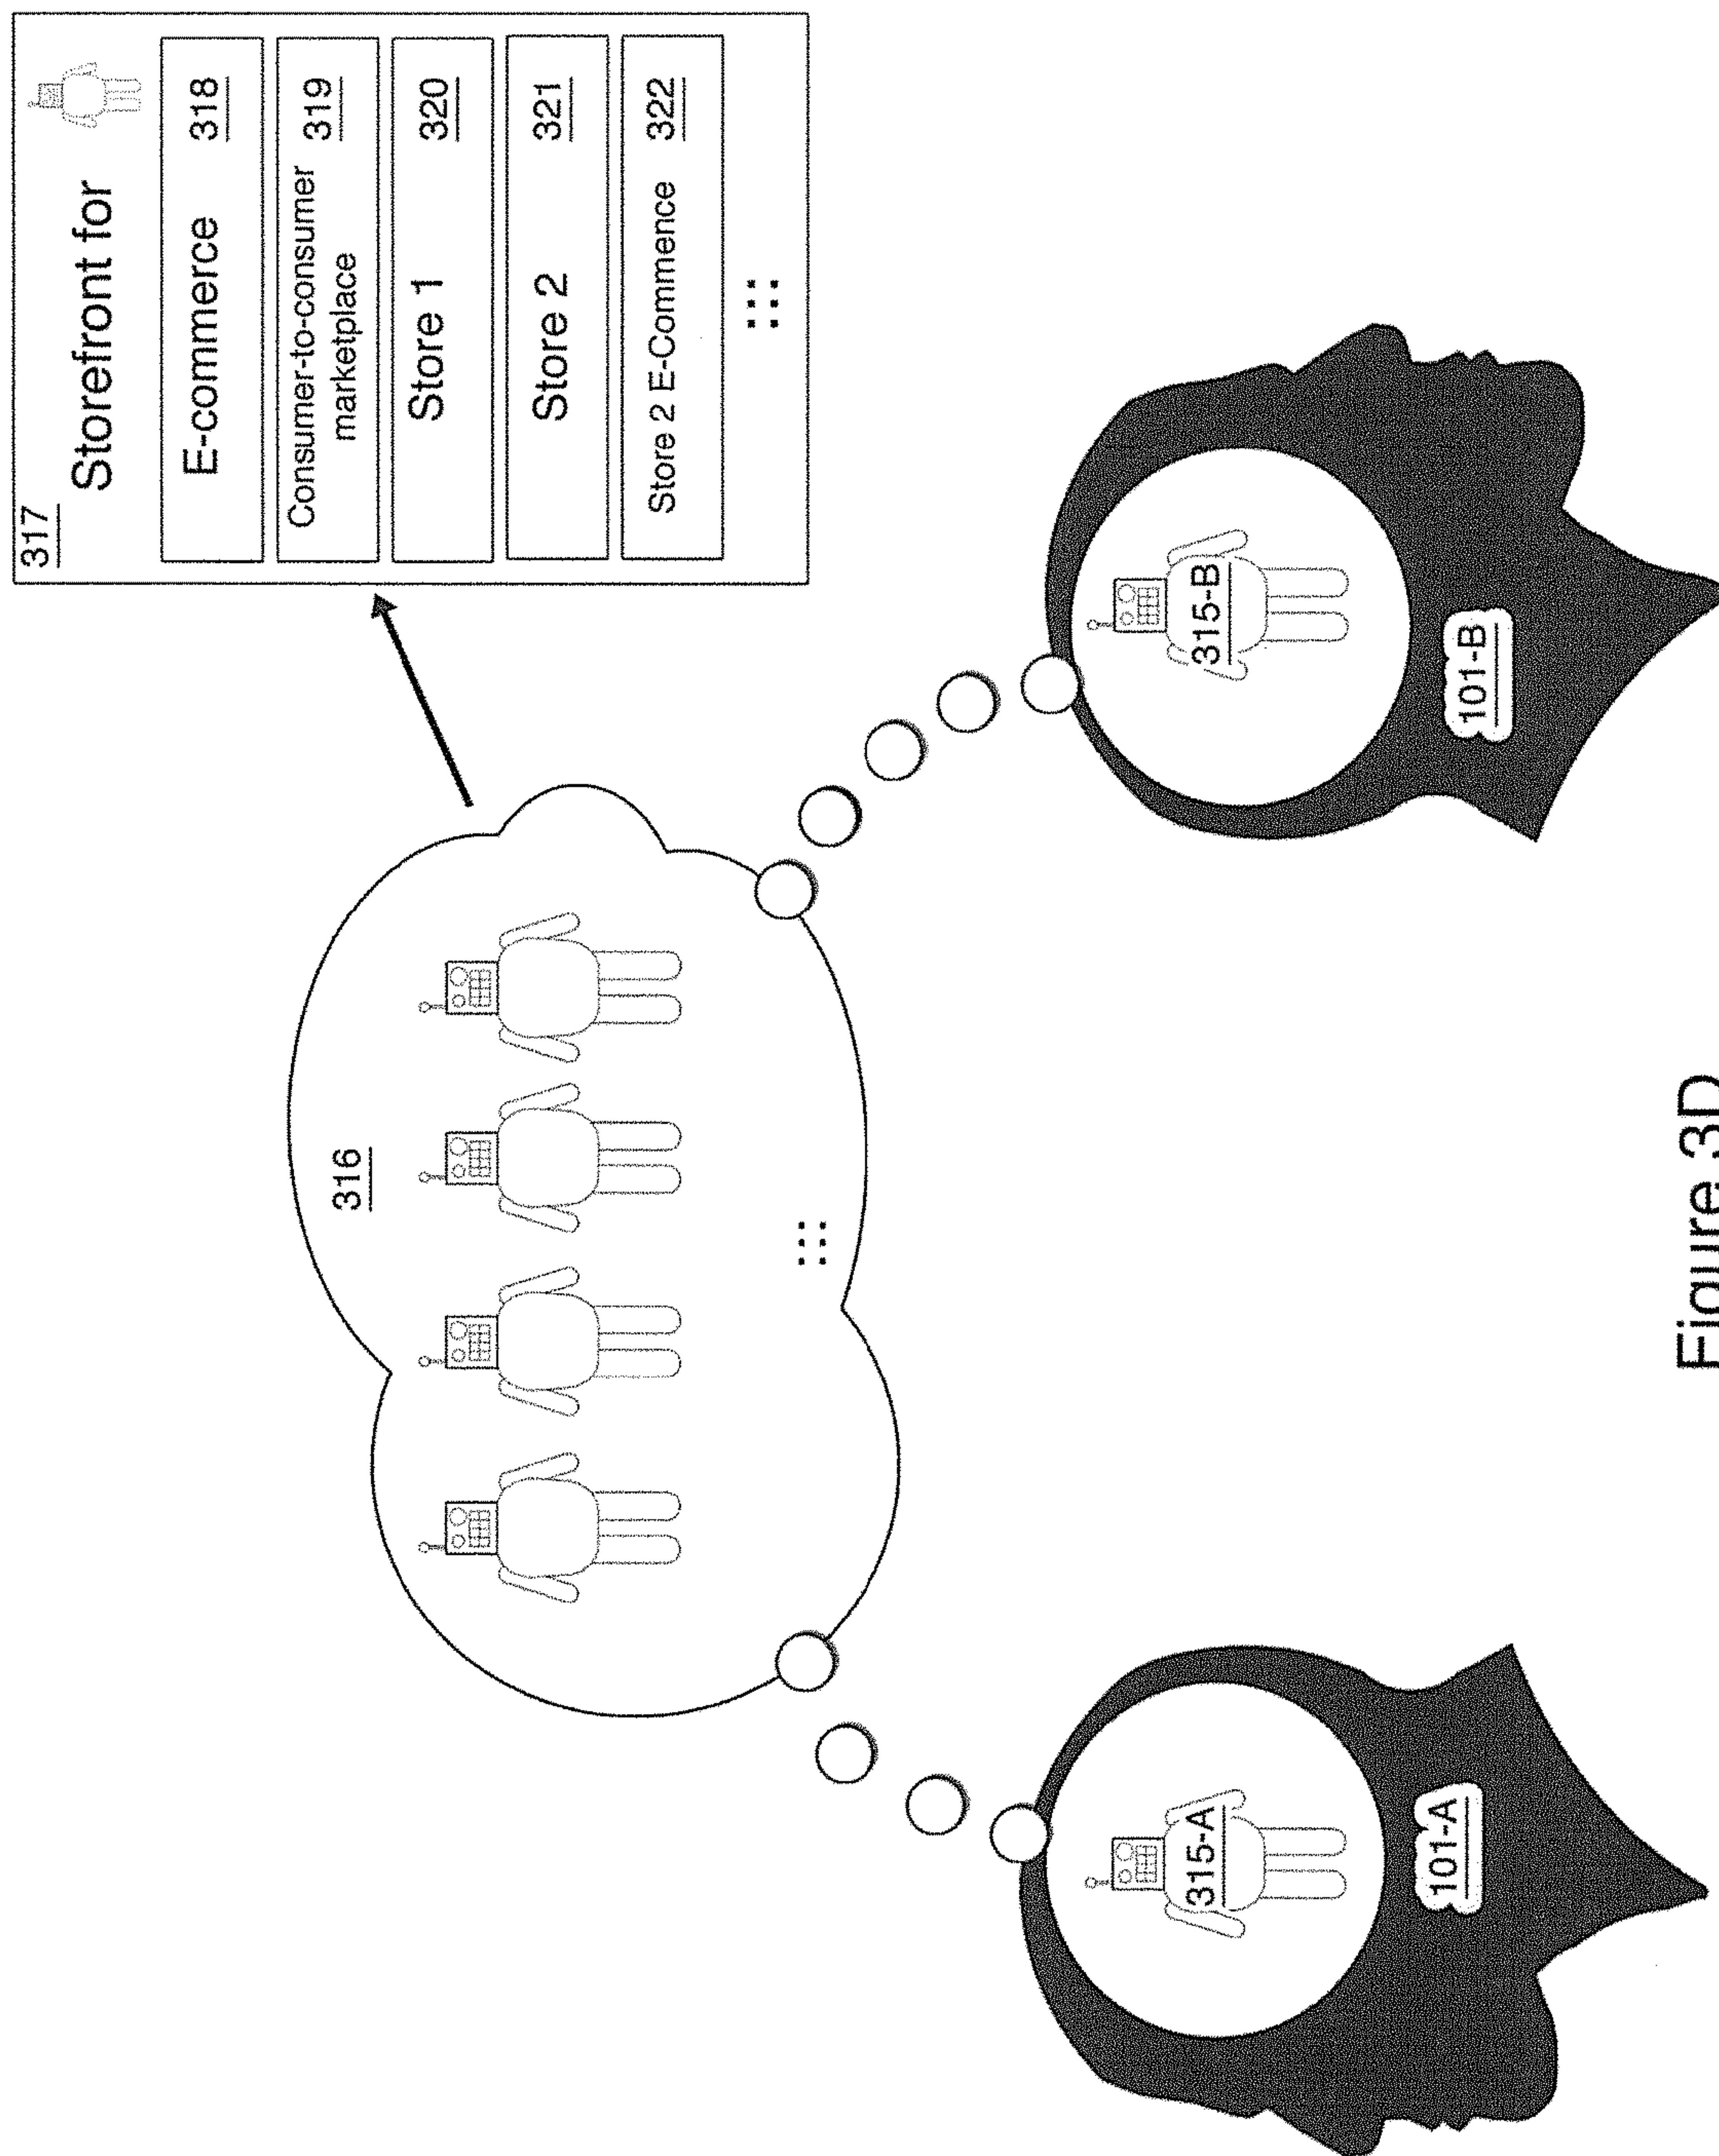 317
Storefront for
E-commerce 318
Consumer-to-consumer 319
marketplace
Store 1 320
Store 2 321
Store 2 E-Commence 322
316
315-A
315-B
101-A
101-B
Figure 3D